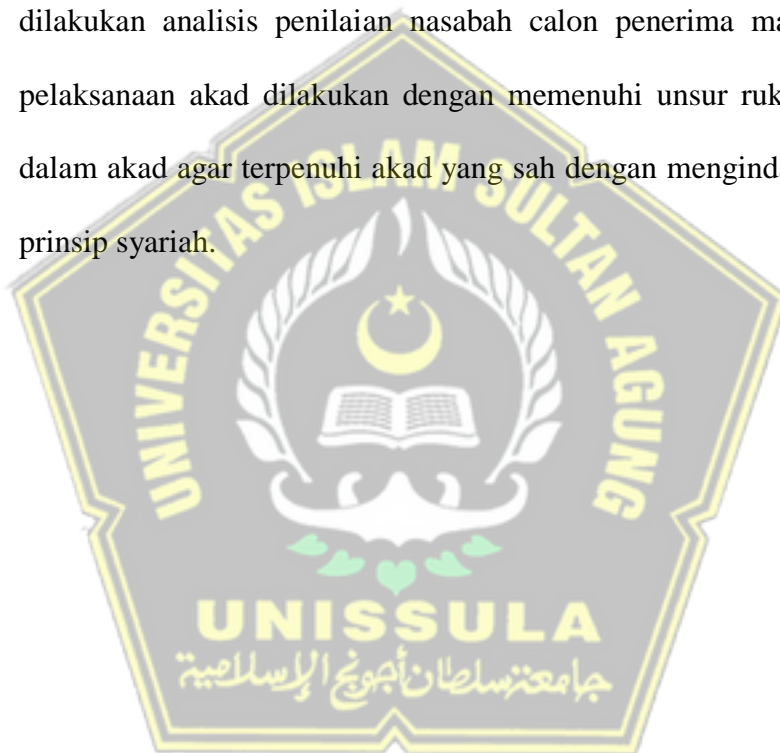 dilakukan analisis penilaian nasabah calon penerima
pelaksanaan akad dilakukan dengan memenuhi unsur
dalam akad agar terpenuhi akad yang sah dengan
prinsip syariah.
UNIVERSITAS ISLAM SULTAN AGUNG
UNISSULA
جامعة سلطان أجونج الإسلامية